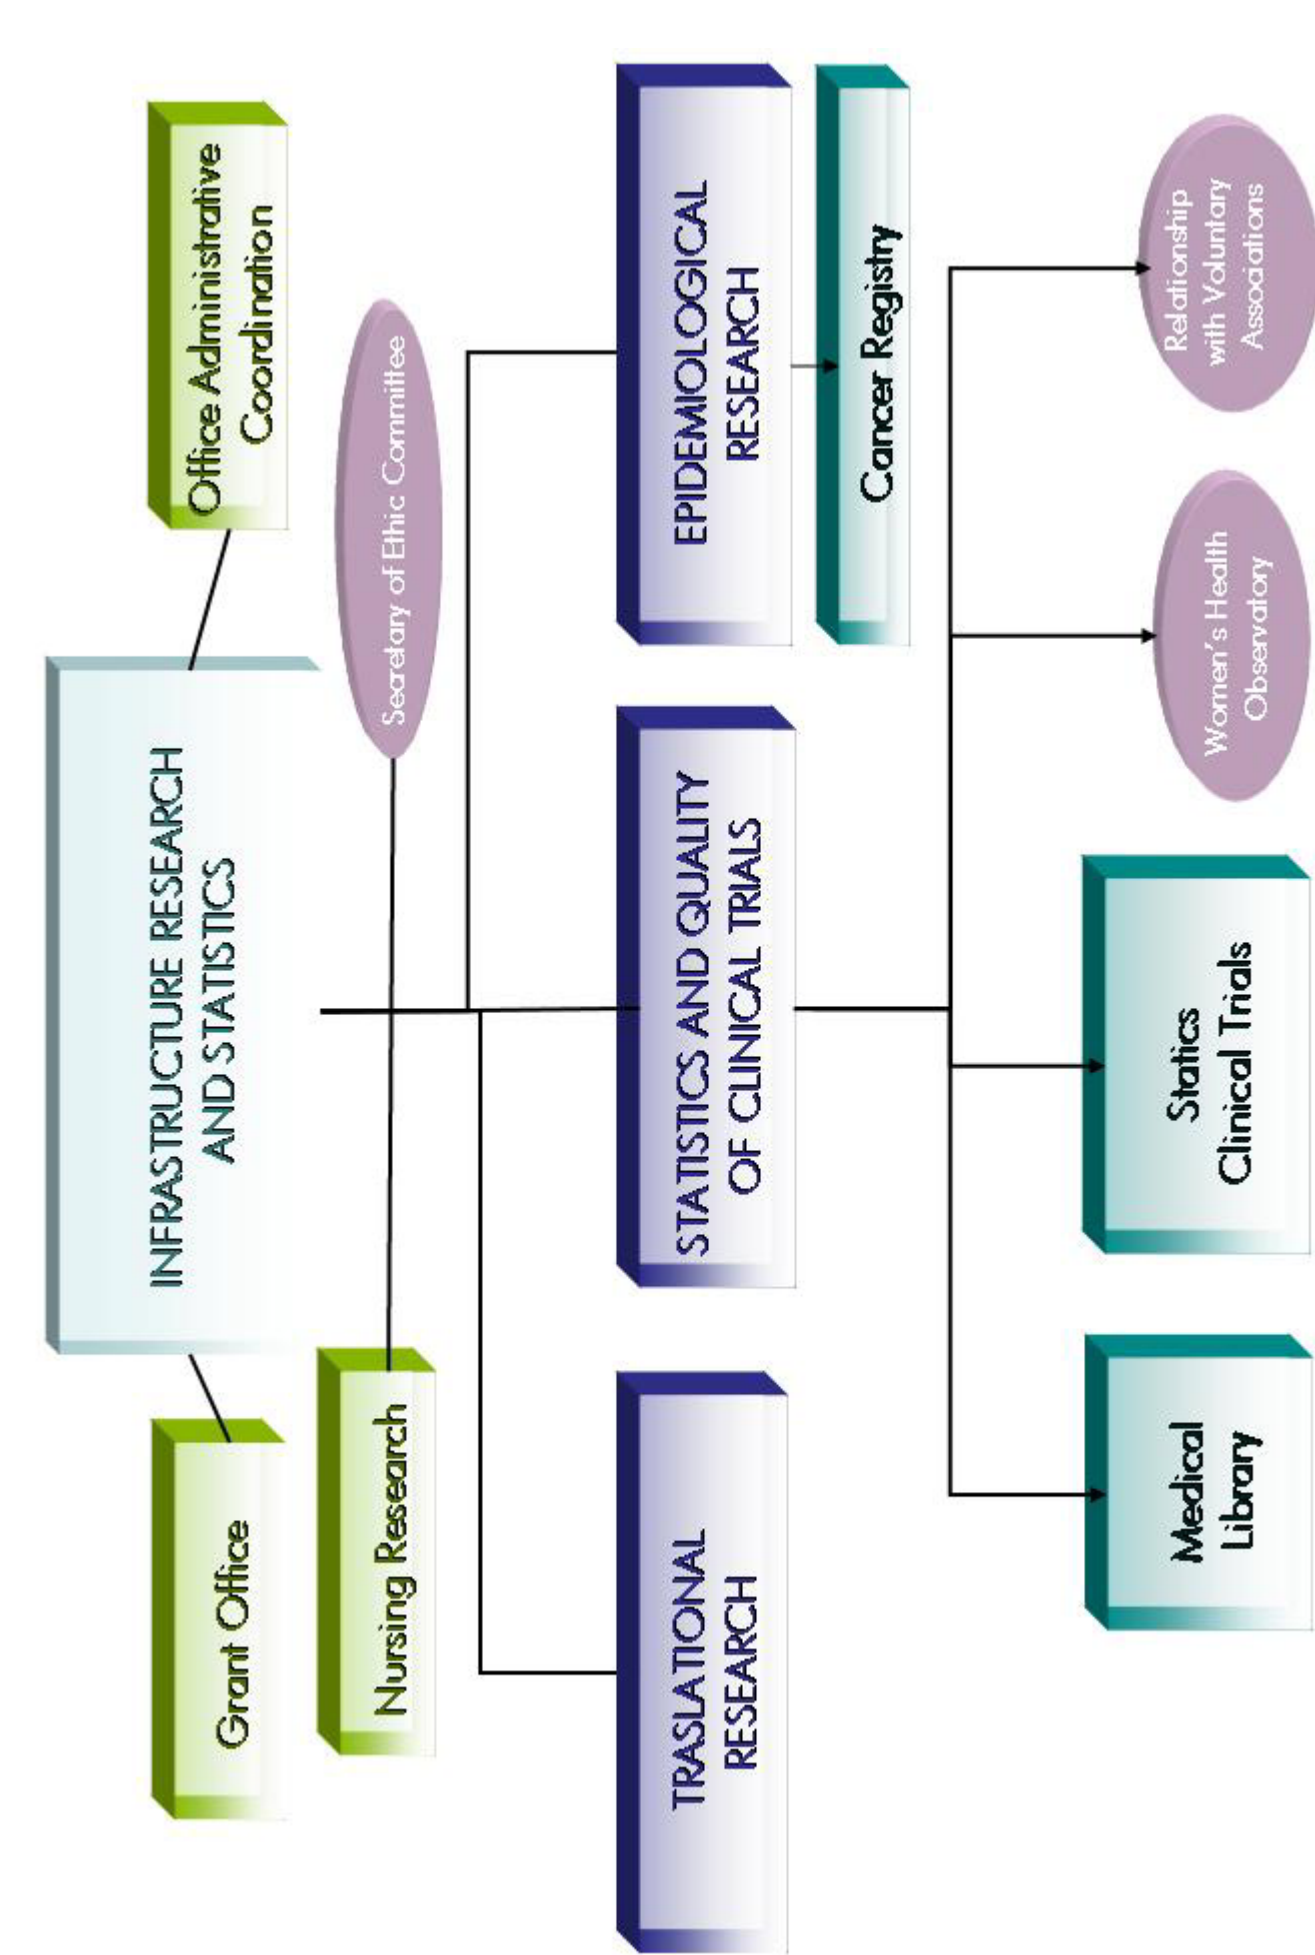 INFRASTRUCTURE RESEARCH
AND STATISTICS
Grant Office
Office Administrative
Coordination
Nursing Research
Secretary of Ethic Committee
TRASLATIONAL
RESEARCH
STATISTICS AND QUALITY
OF CLINICAL TRIALS
EPIDEMIOLOGICAL
RESEARCH
Cancer Registry
Medical
Library
Statics
Clinical Trials
Women's Health
Observatory
Relationship
with Voluntary
Associations